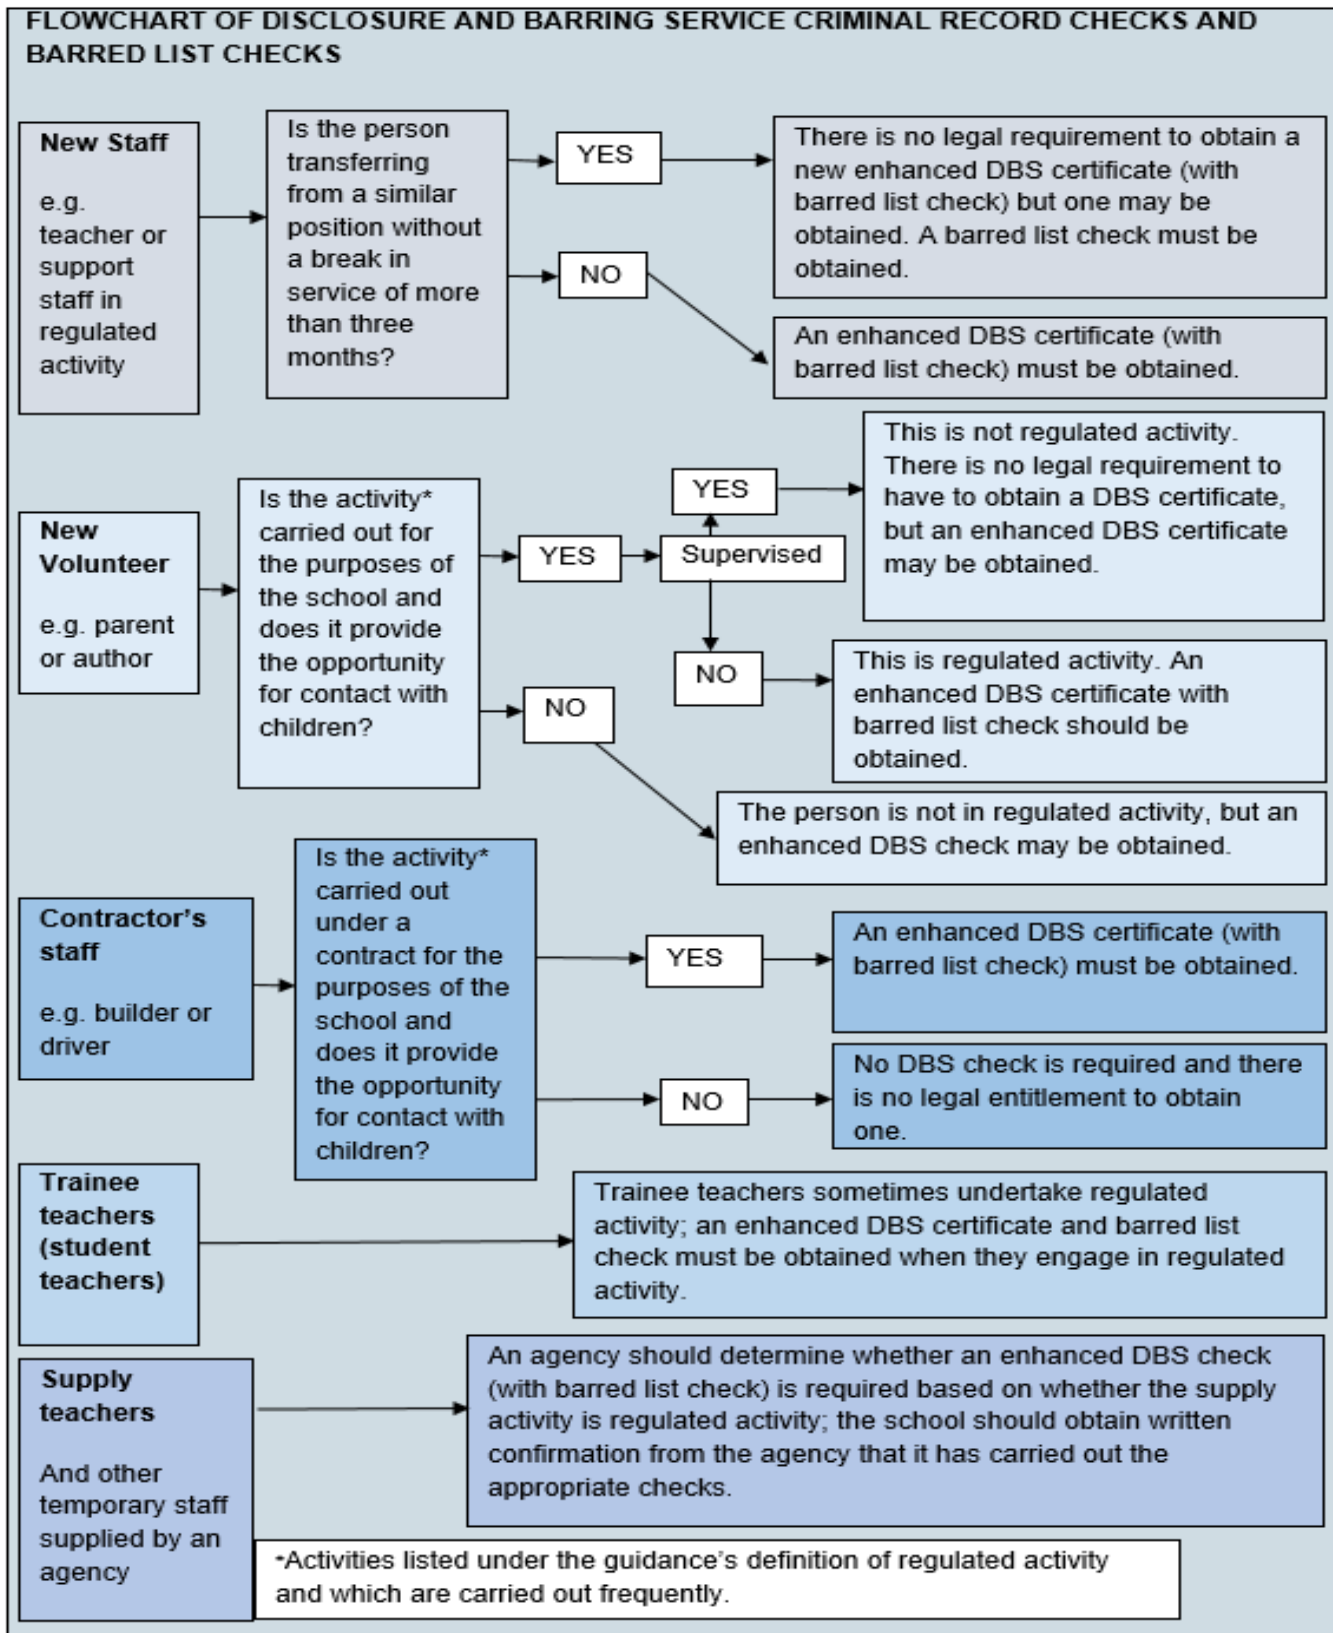 FLOWCHART OF DISCLOSURE AND BARRING SERVICE CRIMINAL RECORD CHECKS AND
BARRED LIST CHECKS
New Staff
e.g.
teacher or
support
staff in
regulated
activity
Is the person
transferring
from a similar
position without
a break in
service of more
than three
months?
YES
NO
There is no legal requirement to obtain a
new enhanced DBS certificate (with
barred list check) but one may be
obtained. A barred list check must be
obtained.
An enhanced DBS certificate (with
barred list check) must be obtained.
New
Volunteer
e.g. parent
or author
Is the activity*
carried out for
the purposes of
the school and
does it provide
the opportunity
for contact with
children?
YES
NO
YES
Supervised
NO
This is not regulated activity.
There is no legal requirement to
have to obtain a DBS certificate,
but an enhanced DBS certificate
may be obtained.
This is regulated activity. An
enhanced DBS certificate with
barred list check should be
obtained.
The person is not in regulated activity, but an
enhanced DBS check may be obtained.
Contractor's
staff
e.g. builder or
driver
Is the activity*
carried out
under a
contract for the
purposes of the
school and
does it provide
the opportunity
for contact with
children?
YES
NO
An enhanced DBS certificate (with
barred list check) must be obtained.
No DBS check is required and there
is no legal entitlement to obtain
one.
Trainee
teachers
(student
teachers)
Trainee teachers sometimes undertake regulated
activity; an enhanced DBS certificate and barred list
check must be obtained when they engage in regulated
activity.
Supply
teachers
And other
temporary staff
supplied by an
agency
An agency should determine whether an enhanced DBS check
(with barred list check) is required based on whether the supply
activity is regulated activity; the school should obtain written
confirmation from the agency that it has carried out the
appropriate checks.
*Activities listed under the guidance's definition of regulated activity
and which are carried out frequently.